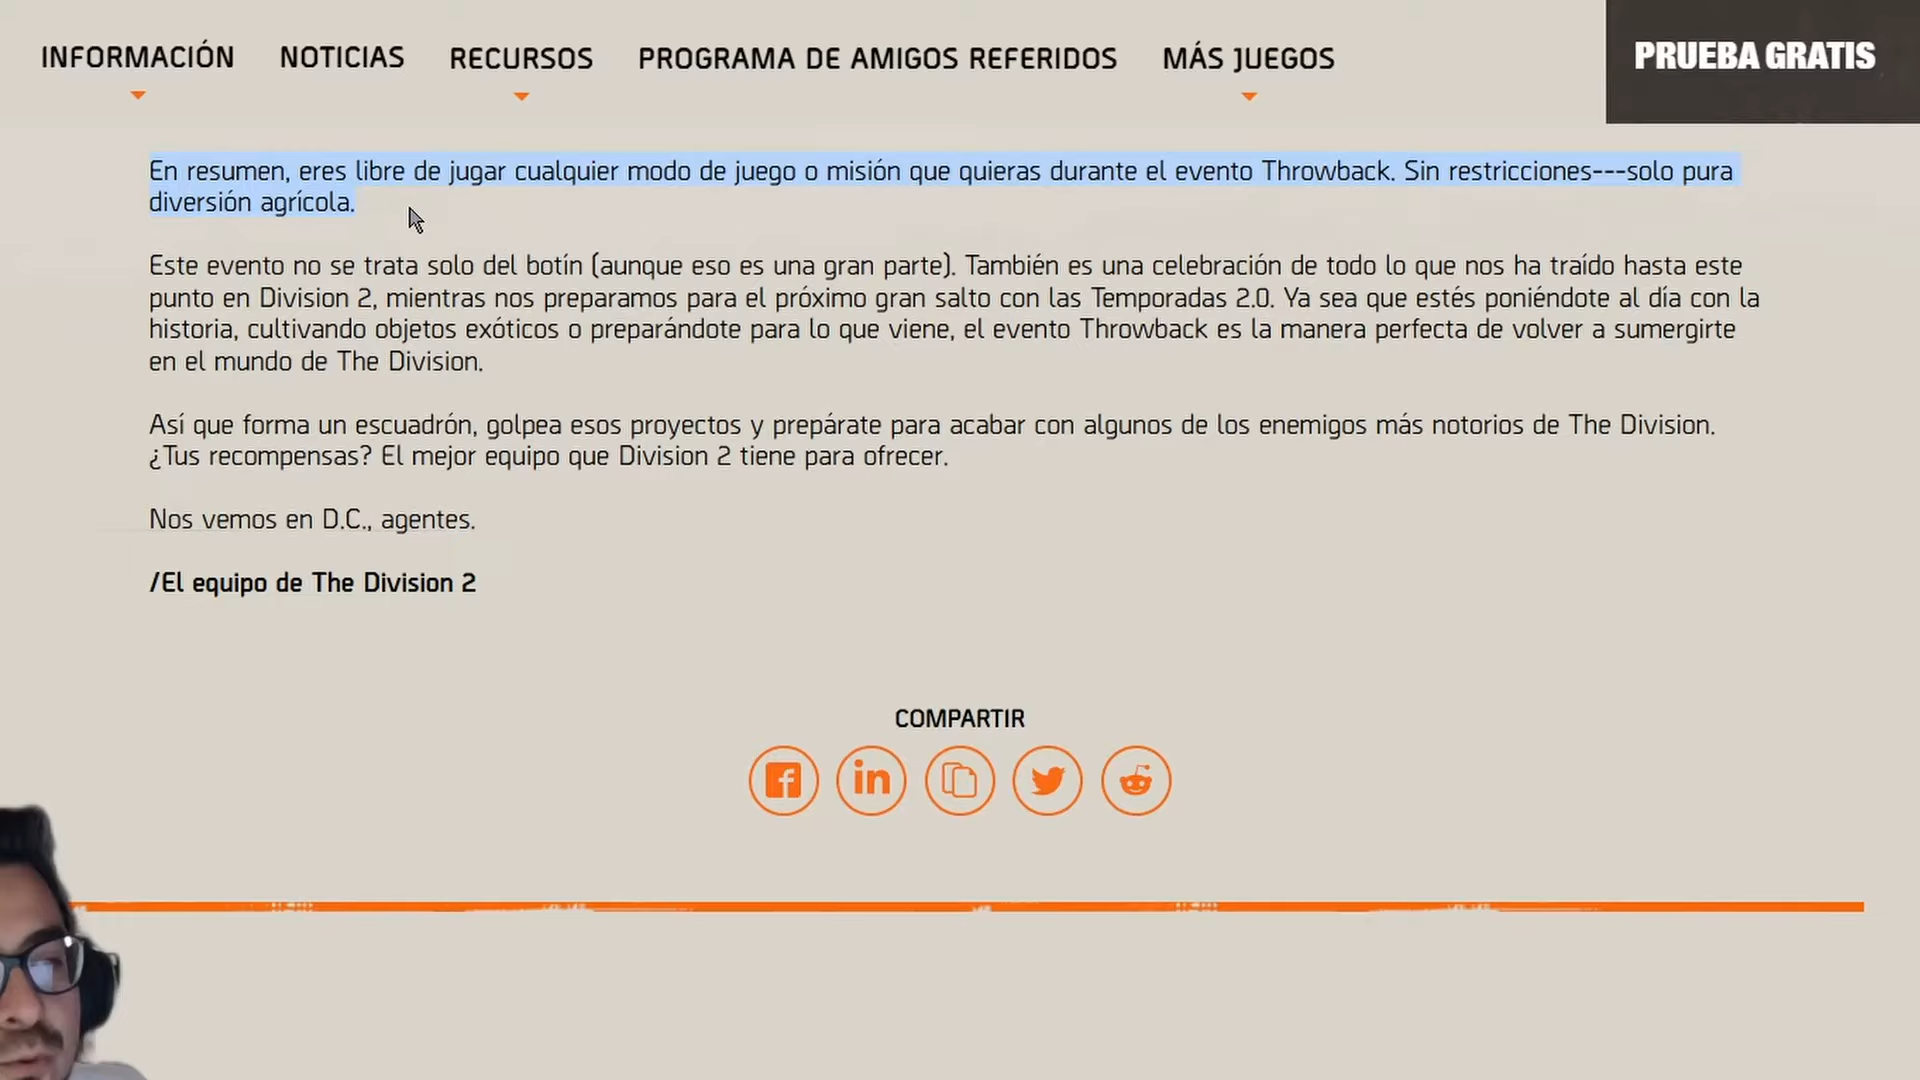 INFORMACIÓN NOTICIAS RECURSOS PROGRAMA DE AMIGOS REFERIDOS MÁS JUEGOS PRUEBA GRATIS
En resumen, eres libre de jugar cualquier modo de juego o misión que quieras durante el evento Throwback. Sin restricciones---solo pura
diversión agrícola.
Este evento no se trata solo del botín (aunque eso es una gran parte). También es una celebración de todo lo que nos ha traído hasta este
punto en Division 2, mientras nos preparamos para el próximo gran salto con las Temporadas 2.0. Ya sea que estés poniéndote al día con la
historia, cultivando objetos exóticos o preparándote para lo que viene, el evento Throwback es la manera perfecta de volver a sumergirte
en el mundo de The Division.
Así que forma un escuadrón, golpea esos proyectos y prepárate para acabar con algunos de los enemigos más notorios de The Division.
¿Tus recompensas? El mejor equipo que Division 2 tiene para ofrecer.
Nos vemos en D.C., agentes.
/El equipo de The Division 2
COMPARTIR